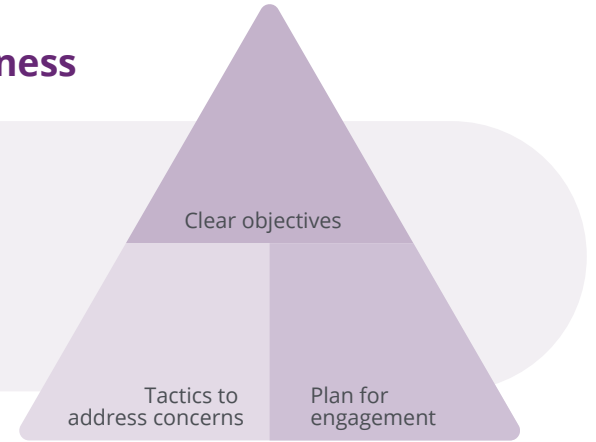 ness
Clear objectives
Tactics to
address concerns
Plan for
engagement